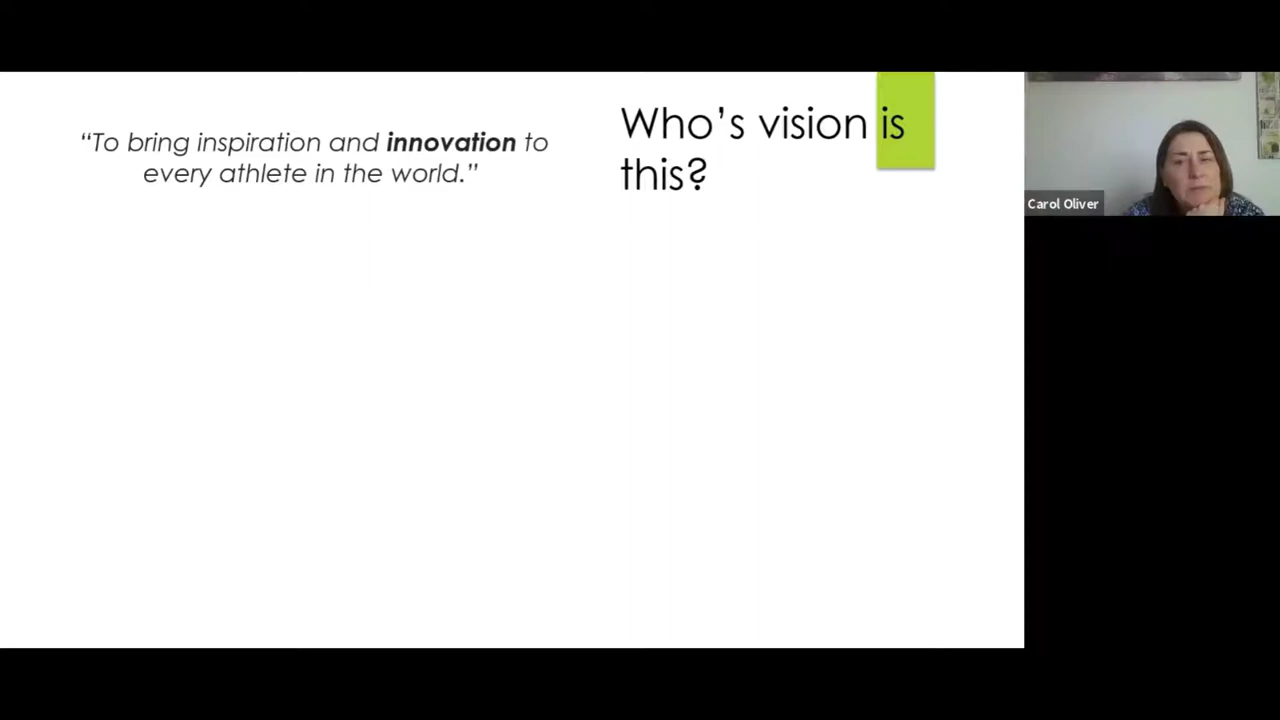 “To bring inspiration and innovation to
every athlete in the world.”
Who’s vision is
this?
Carol Oliver